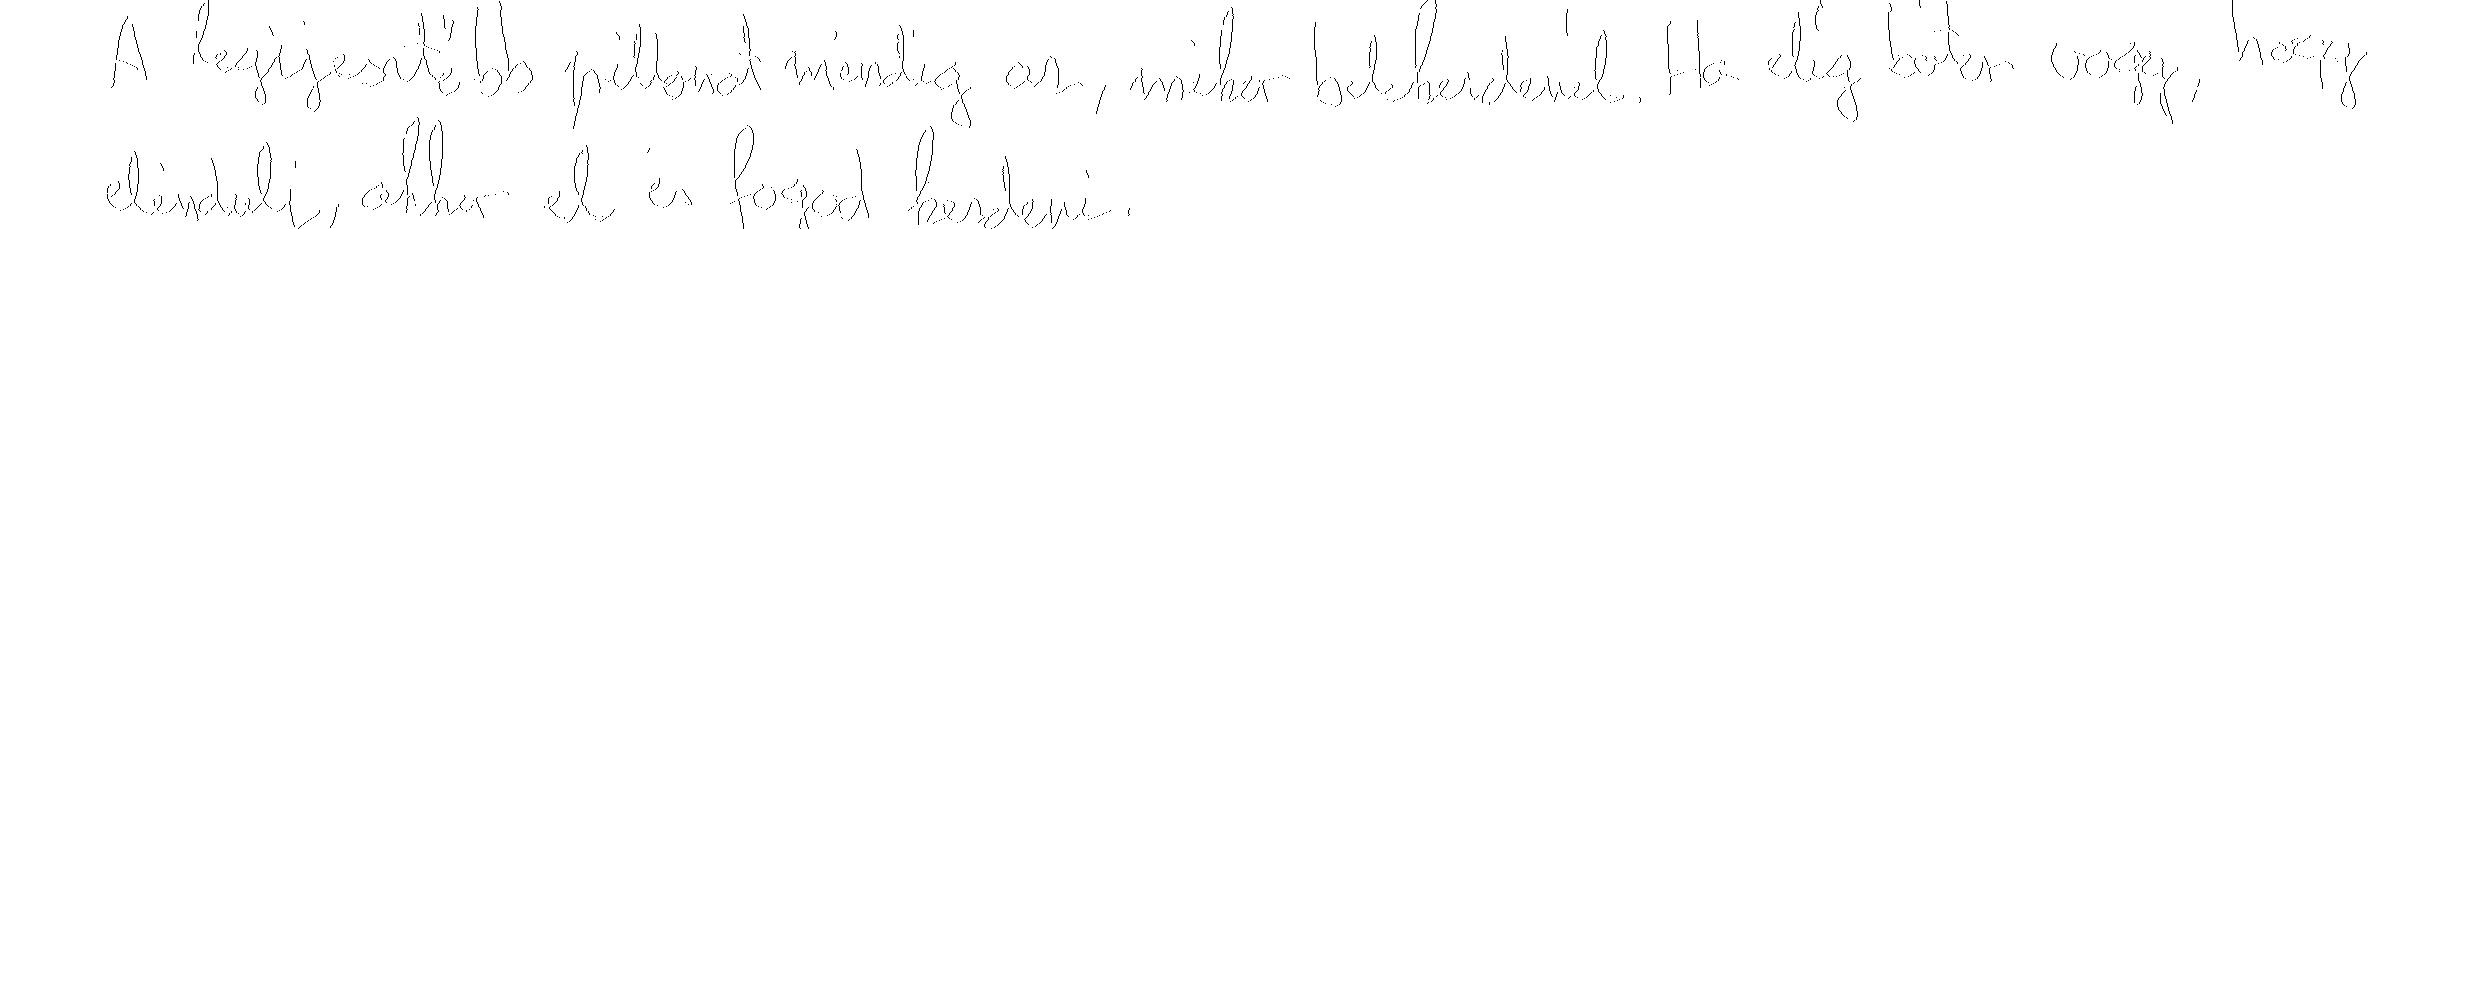 A legijesztőbb pillanat mindig az, mikor belekezdenél. Ha elég bátor vagy, hogy
elindulj, akkor el is fogod kezdeni.